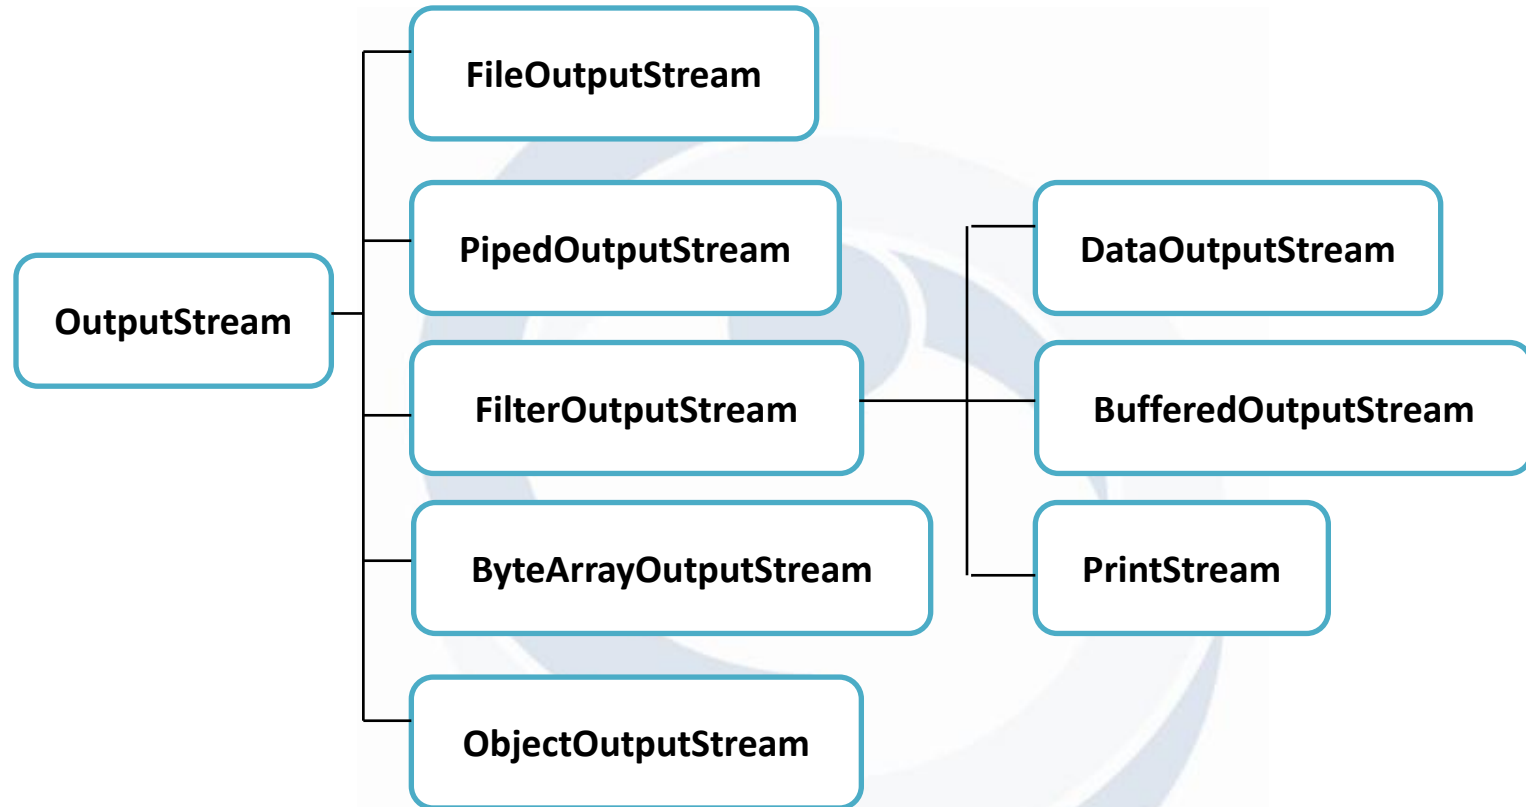 OutputStream
FileOutputStream
PipedOutputStream
FilterOutputStream
ByteArrayOutputStream
ObjectOutputStream
DataOutputStream
BufferedOutputStream
PrintStream